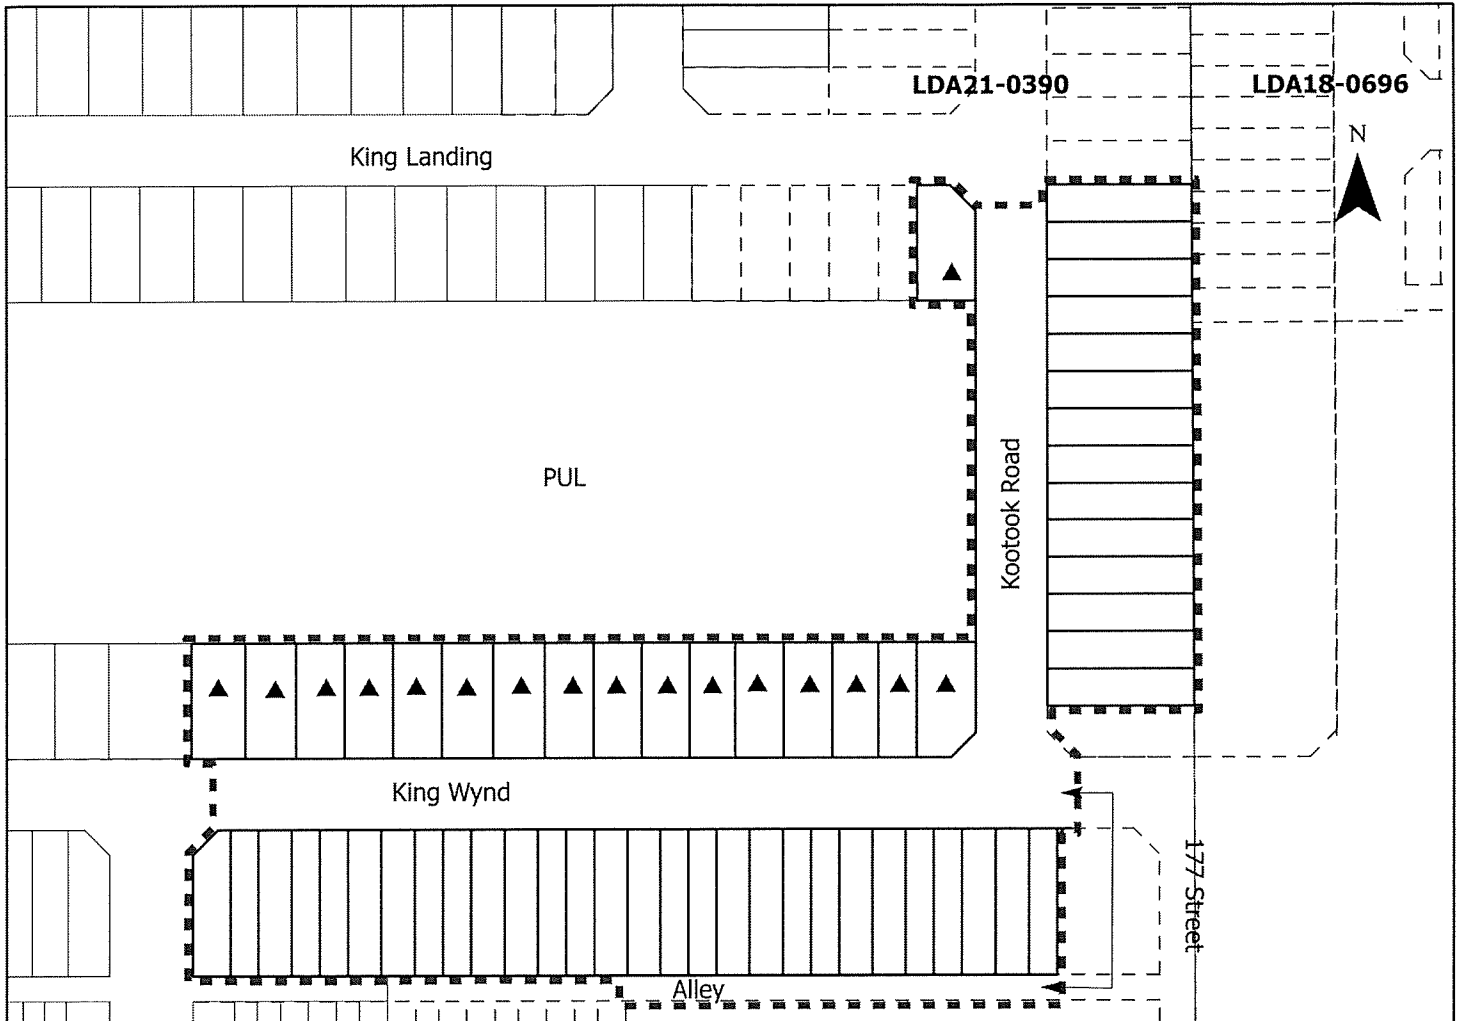 LDA21-0390
LDA18-0696
N
King Landing
PUL
Kootook Road
King Wynd
177 Street
Alley